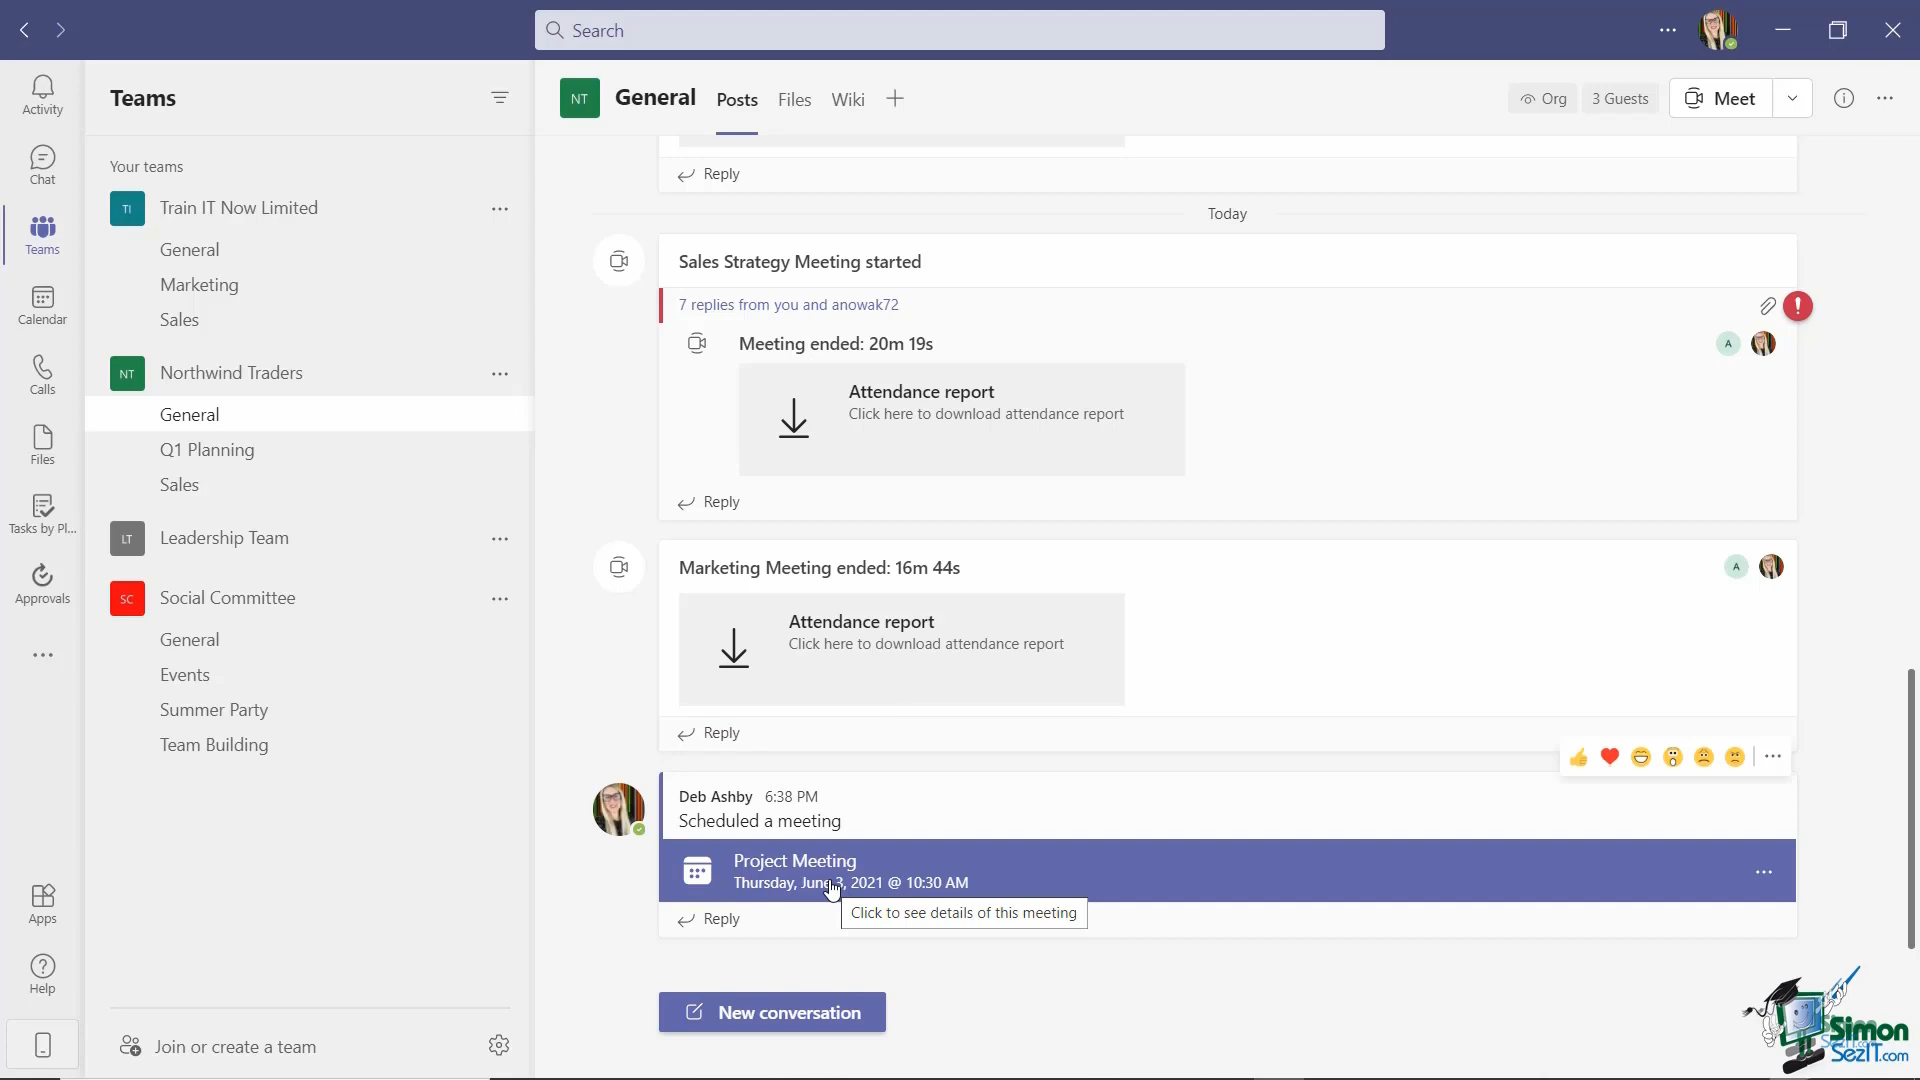 Search
Activity
Chat
Teams
Calendar
Calls
Files
Tasks by Pl...
Approvals
Apps
Help
Teams
Your teams
TI Train IT Now Limited
General
Marketing
Sales
NT Northwind Traders
General
Q1 Planning
Sales
LT Leadership Team
SC Social Committee
General
Events
Summer Party
Team Building
Join or create a team
NT General Posts Files Wiki
Org 3 Guests Meet
Reply
Today
Sales Strategy Meeting started
7 replies from you and anowak72
Meeting ended: 20m 19s
A
Attendance report
Click here to download attendance report
Reply
Marketing Meeting ended: 16m 44s
A
Attendance report
Click here to download attendance report
Reply
Deb Ashby 6:38 PM
Scheduled a meeting
Project Meeting
Thursday, June 3, 2021 @ 10:30 AM
Click to see details of this meeting
Reply
New conversation
Simon
SezIT.com